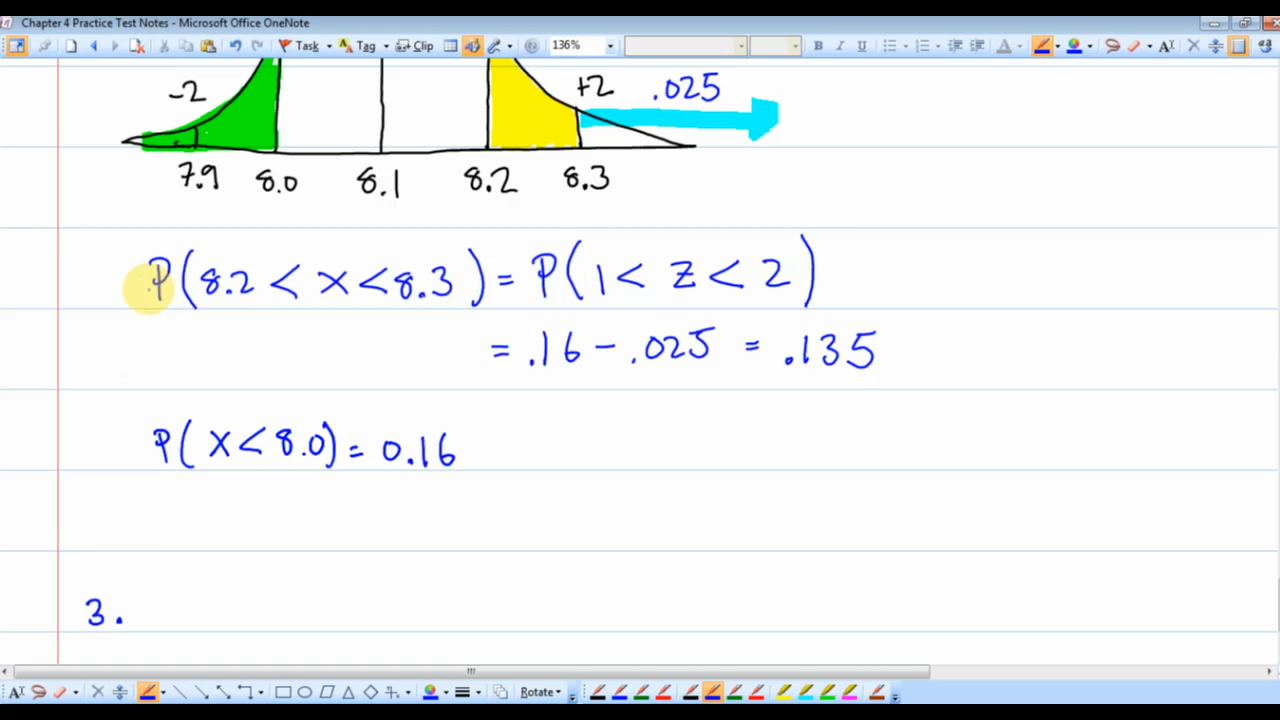 Chapter 4 Practice Test Notes - Microsoft Office OneNote
Task Tag Clip 136% B I U A
-2 +2 .025
7.9 8.0 8.1 8.2 8.3
P(8.2 < x < 8.3) = P(1 < z < 2)
= .16 - .025 = .135
P(x < 8.0) = 0.16
3.
Rotate